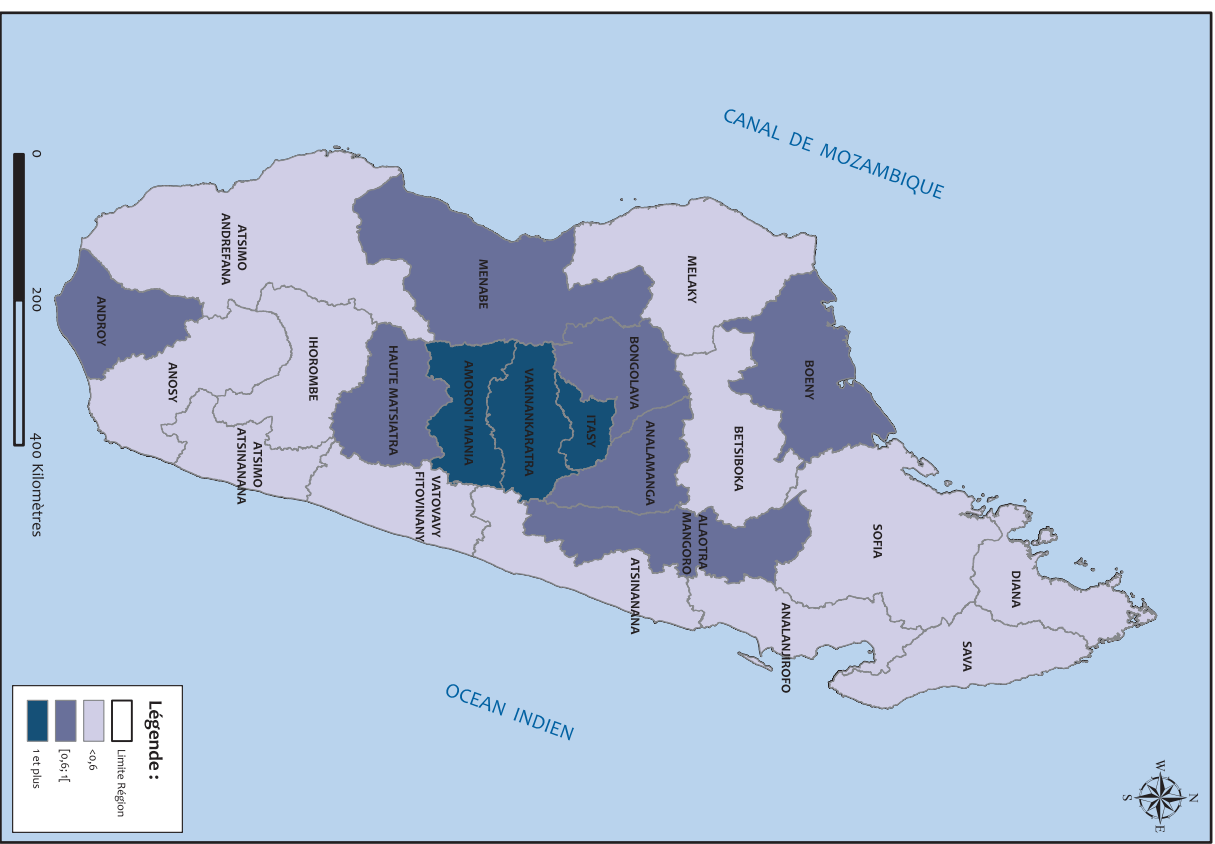 CANAL DE MOZAMBIQUE
OCEAN INDIEN
N
W
E
S
DIANA
SAVA
SOFIA
ANALANJIROFO
BOENY
BETSIBOKA
MELAKY
ALAOTRA
MANGORO
ANALAMANGA
BONGOLAVA
ATSINANANA
ITASY
VAKINANKARATRA
AMORON'I MANIA
MENABE
VATOVAVY
FITOVINANY
HAUTE MATSIATRA
IHOROMBE
ATSIMO
ATSINANANA
ATSIMO
ANDREFANA
ANOSY
ANDROY
0 200 400 Kilomètres
Légende :
Limite Région
<0,6
[0,6;1[
1 et plus